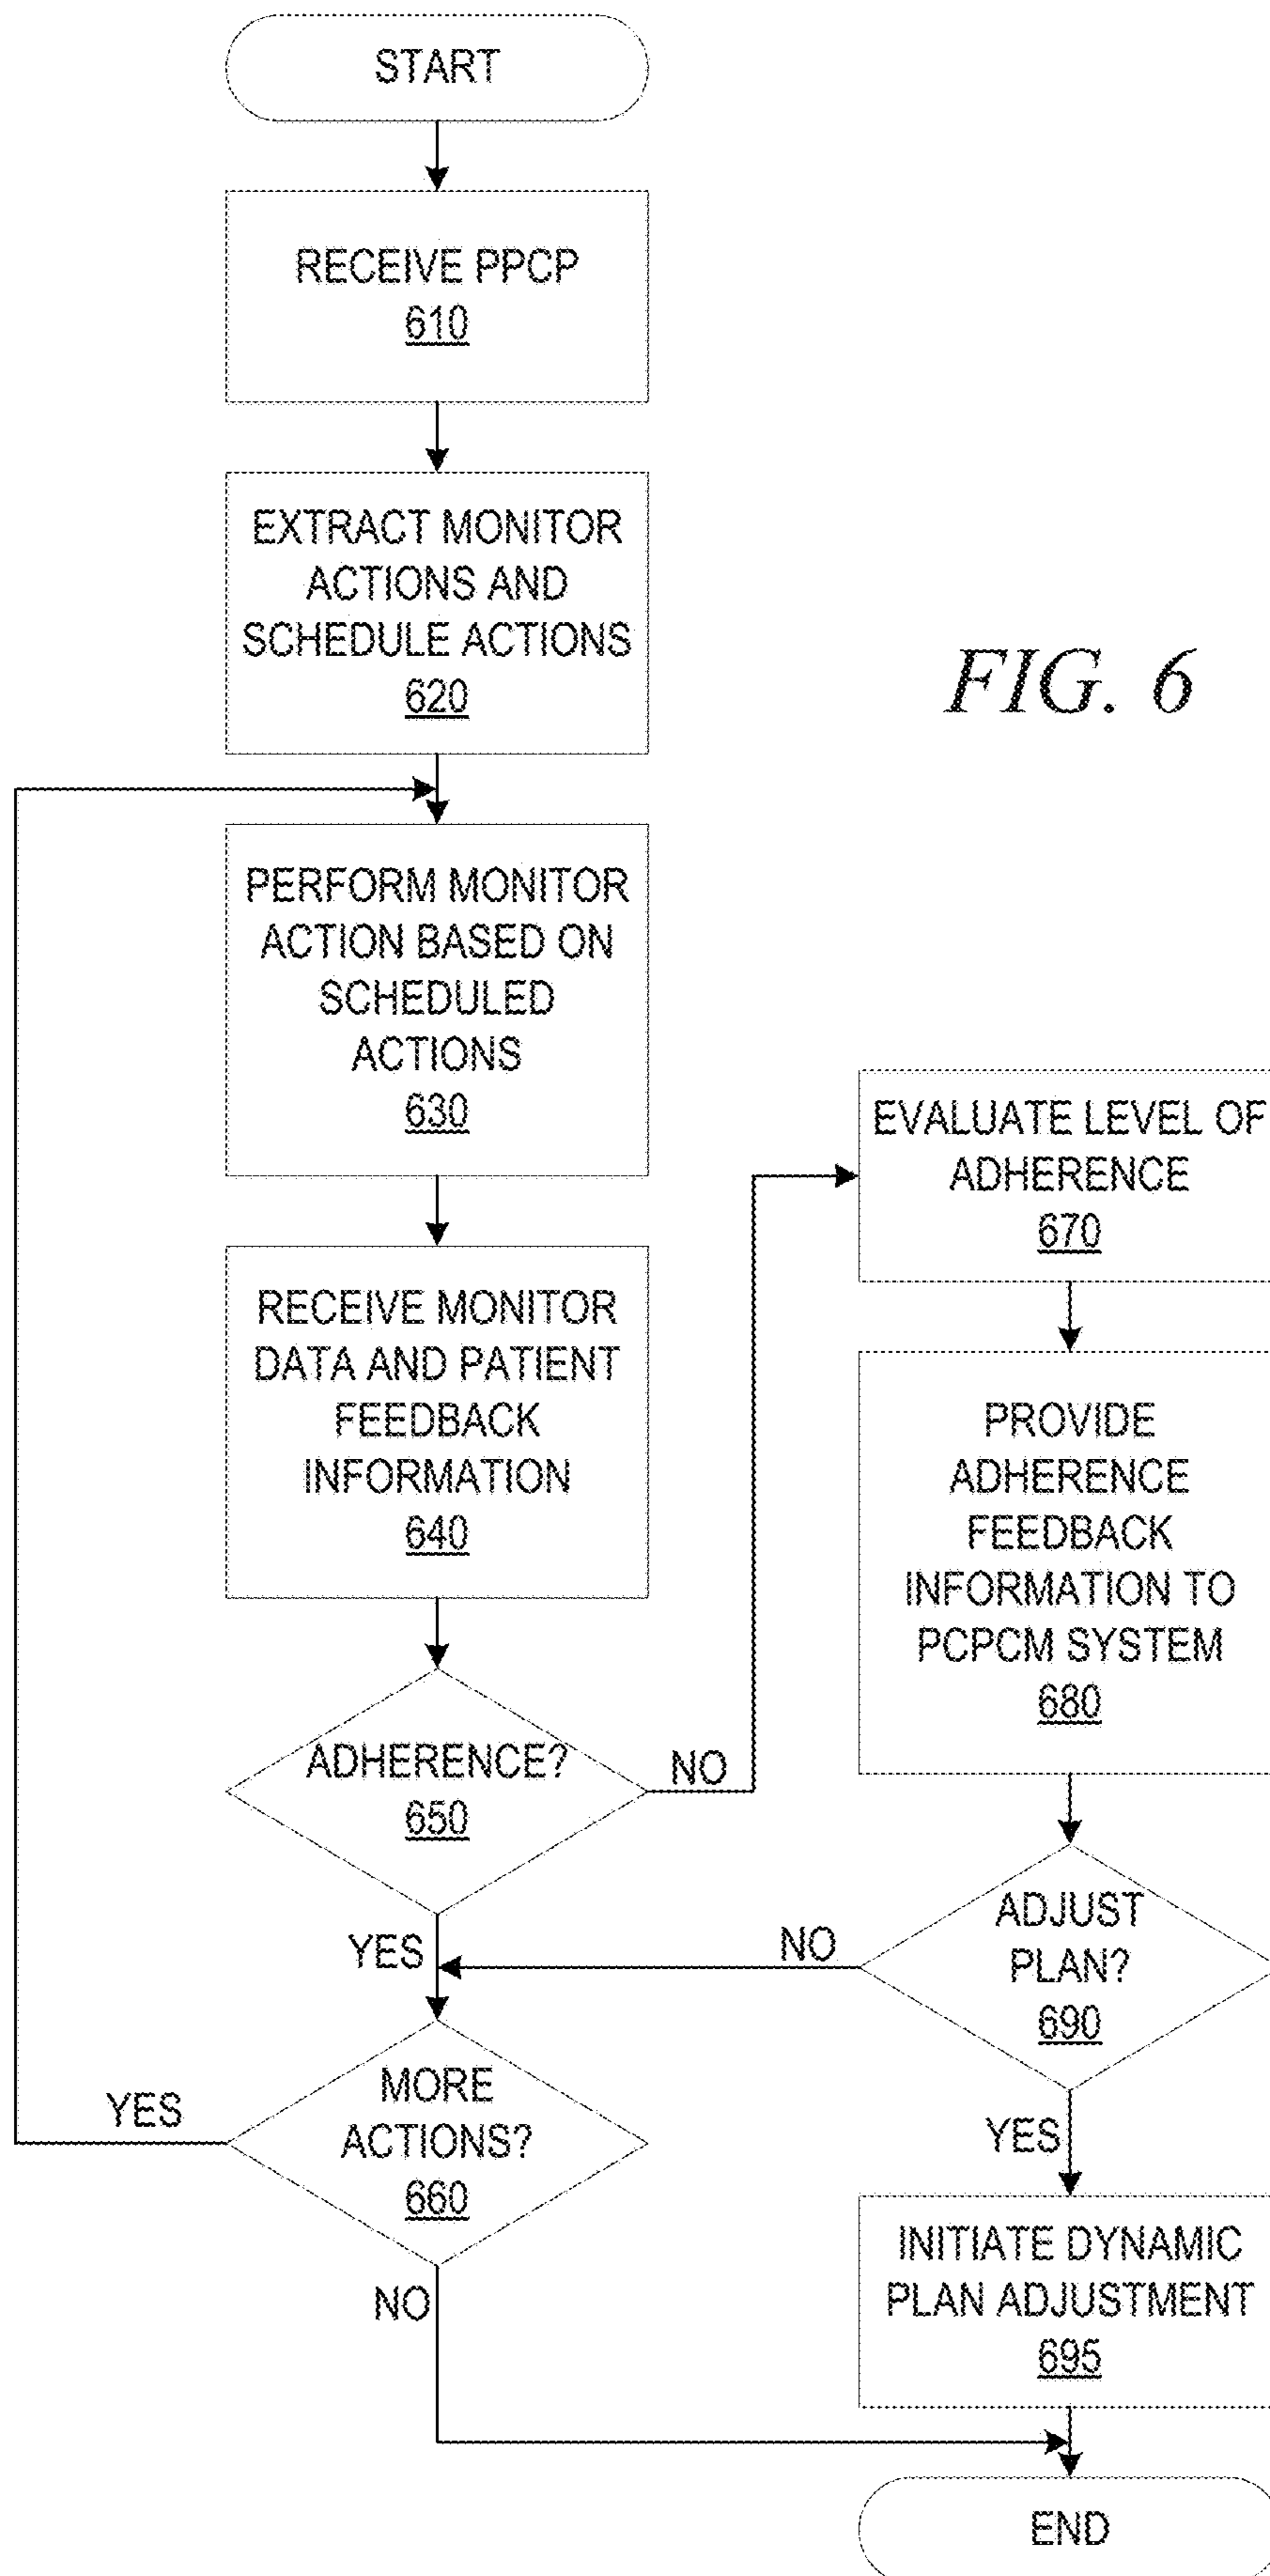 START
RECEIVE PPCP
610
EXTRACT MONITOR
ACTIONS AND
SCHEDULE ACTIONS
620
FIG. 6
PERFORM MONITOR
ACTION BASED ON
SCHEDULED
ACTIONS
630
RECEIVE MONITOR
DATA AND PATIENT
FEEDBACK
INFORMATION
640
ADHERENCE?
650
NO
YES
MORE
ACTIONS?
660
YES
NO
EVALUATE LEVEL OF
ADHERENCE
670
PROVIDE
ADHERENCE
FEEDBACK
INFORMATION TO
PCPCM SYSTEM
680
ADJUST
PLAN?
690
NO
YES
INITIATE DYNAMIC
PLAN ADJUSTMENT
695
END